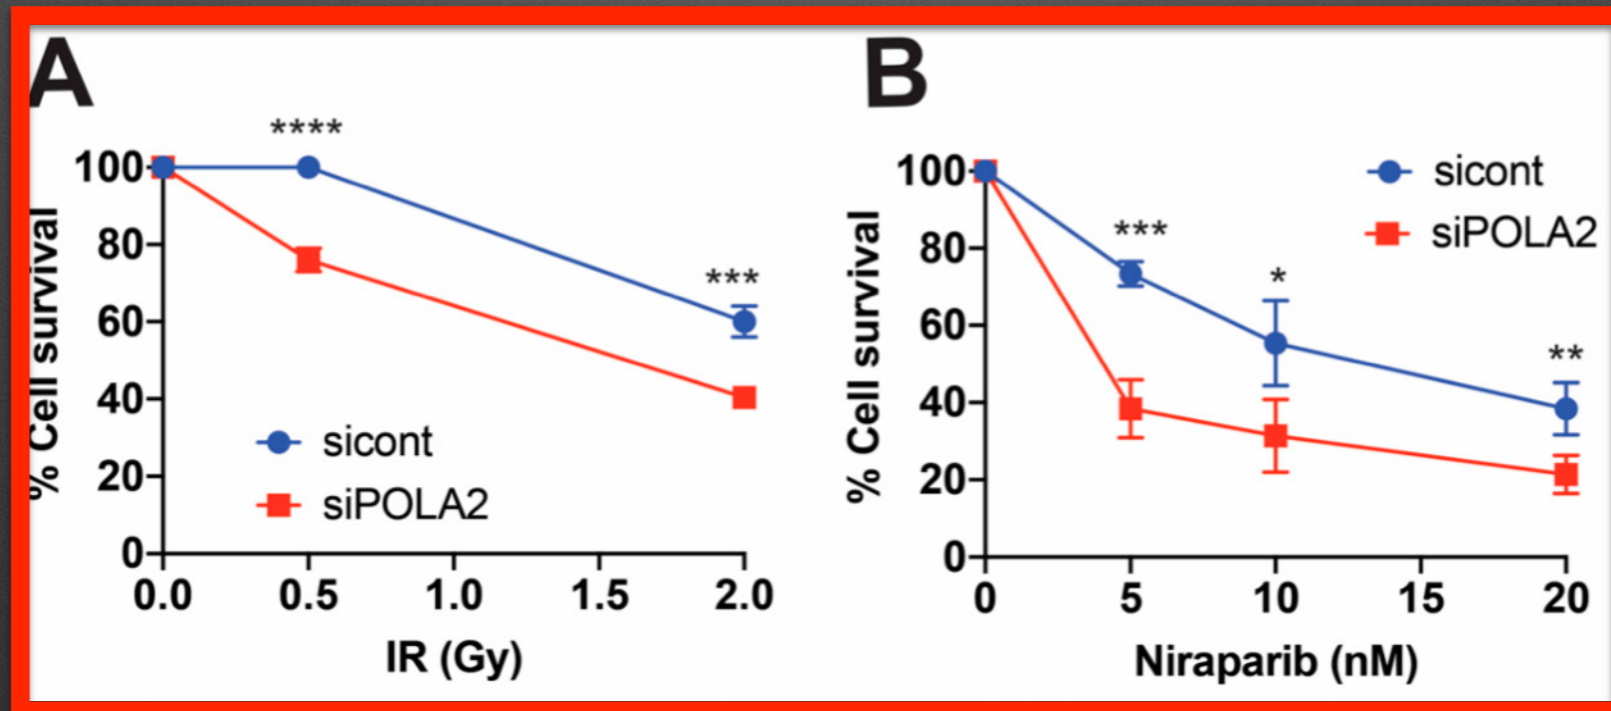 A
****
***
100
80
60
40
20
0
% Cell survival
sicont
siPOLA2
0.0 0.5 1.0 1.5 2.0
IR (Gy)
B
***
*
**
100
80
60
40
20
0
% Cell survival
sicont
siPOLA2
0 5 10 15 20
Niraparib (nM)